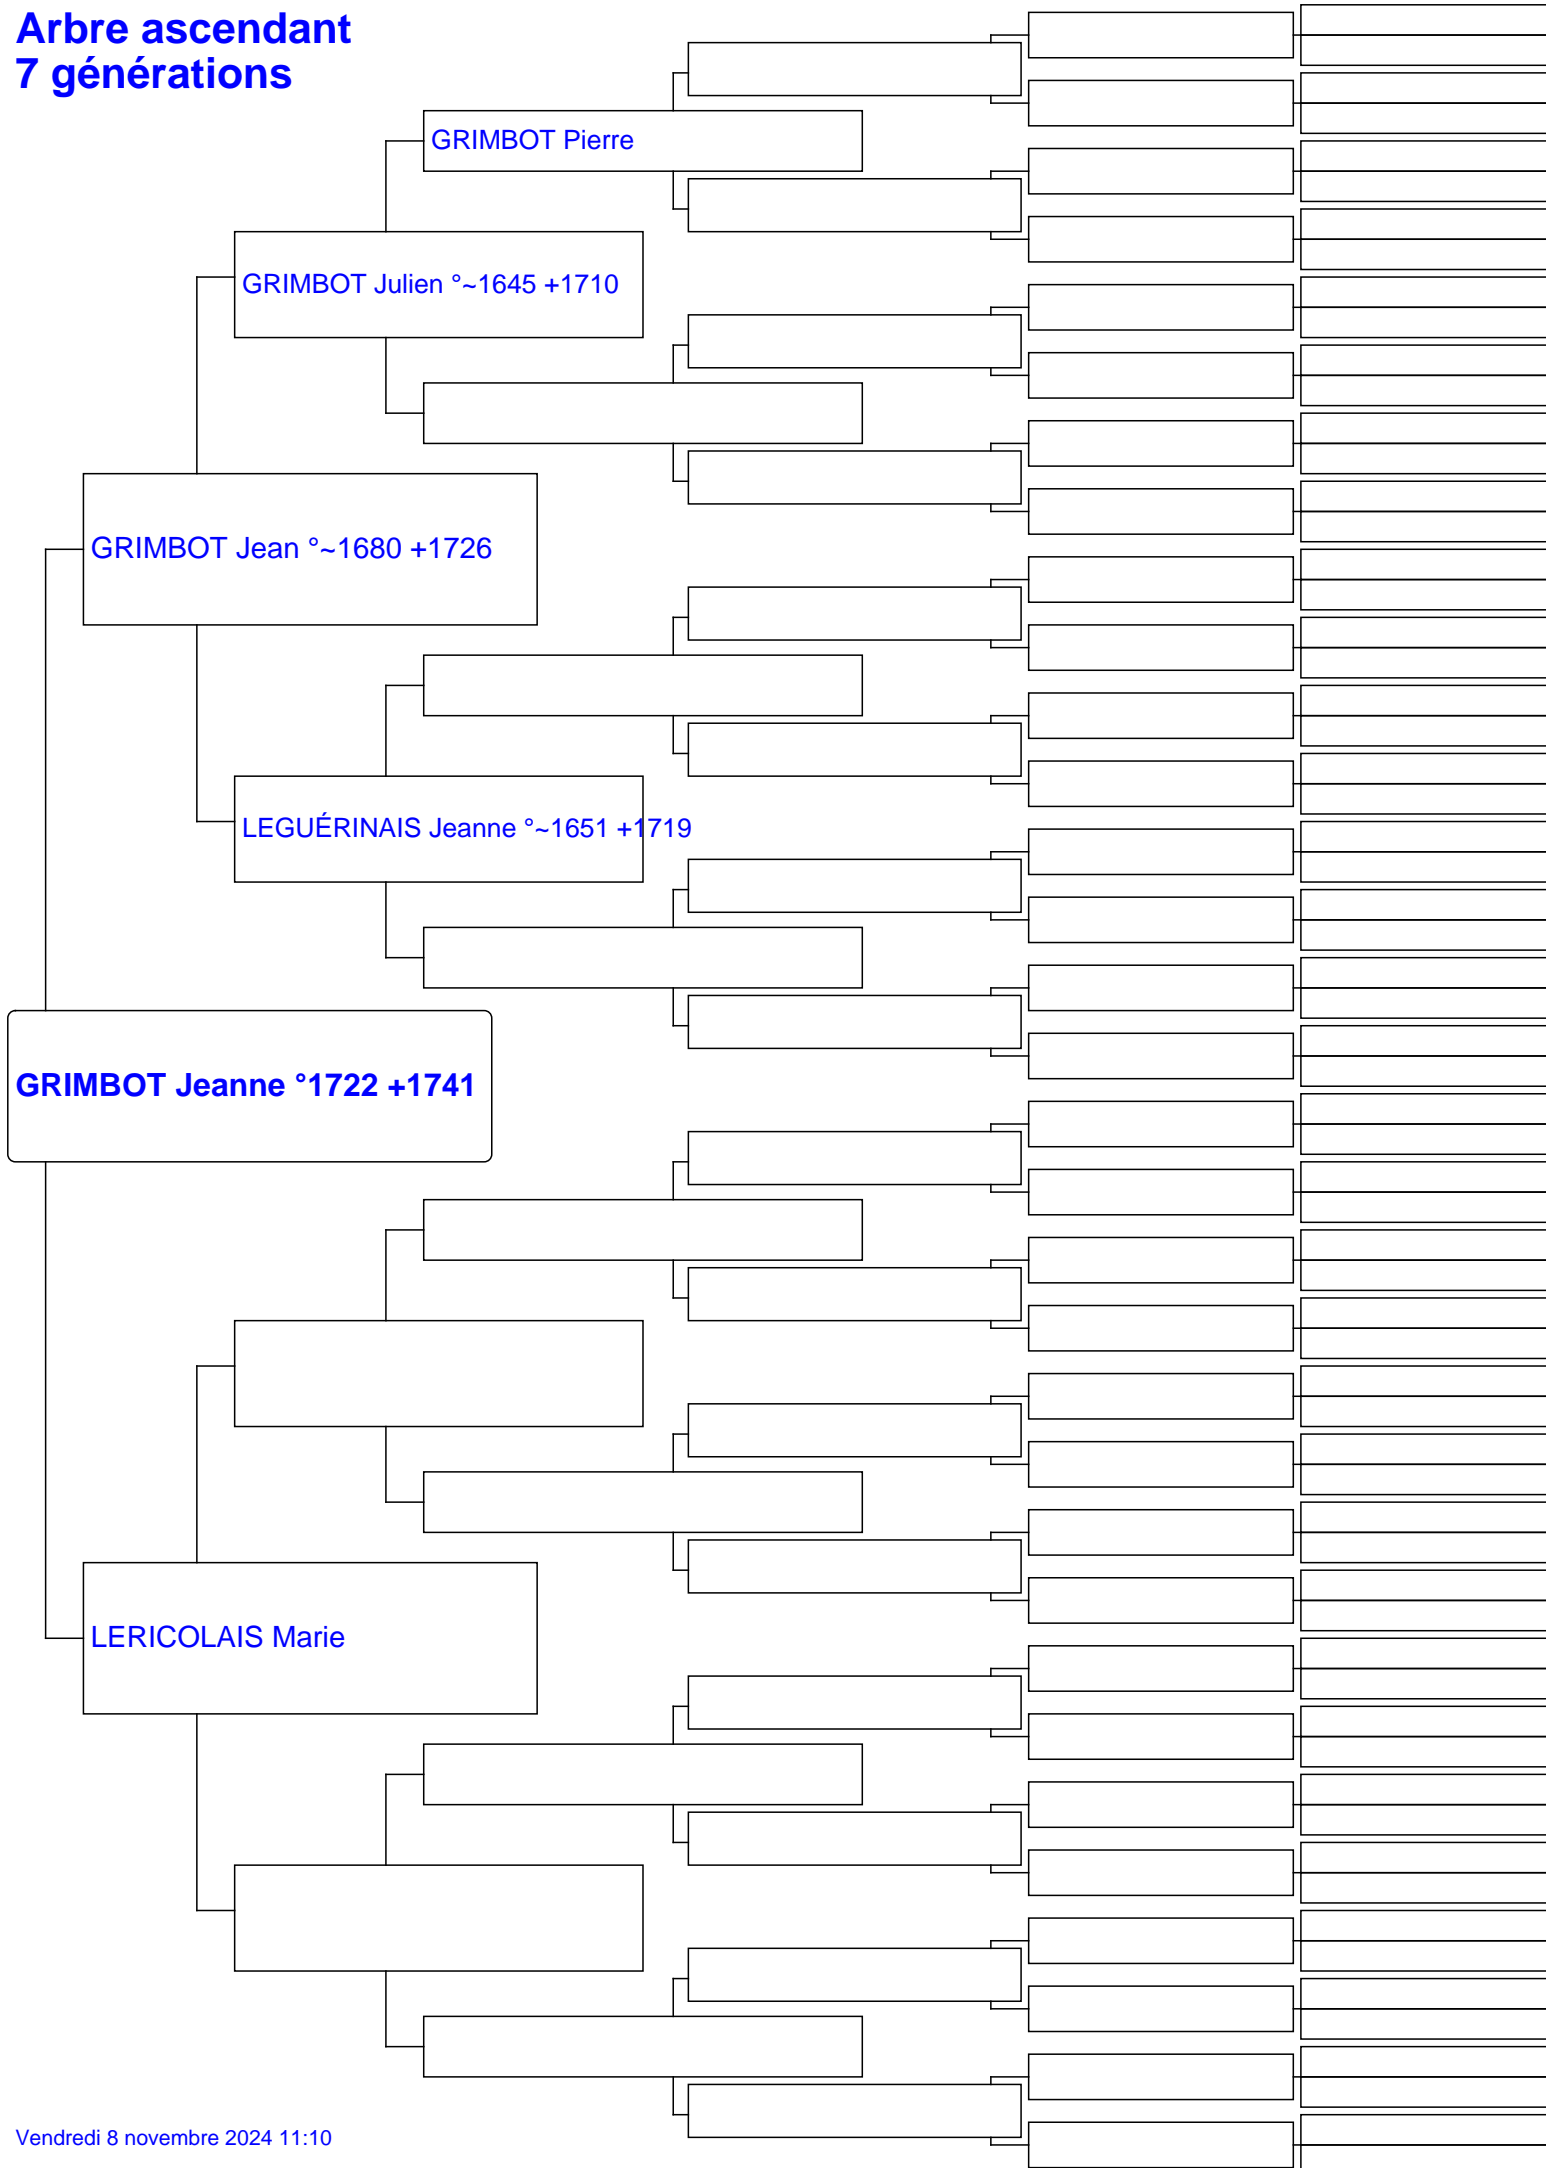 Arbre ascendant
7 générations
GRIMBOT Pierre
GRIMBOT Julien °~1645 +1710
GRIMBOT Jean °~1680 +1726
LEGUÉRINAIS Jeanne °~1651 +1719
GRIMBOT Jeanne °1722 +1741
LERICOLAIS Marie
Vendredi 8 novembre 2024 11:10